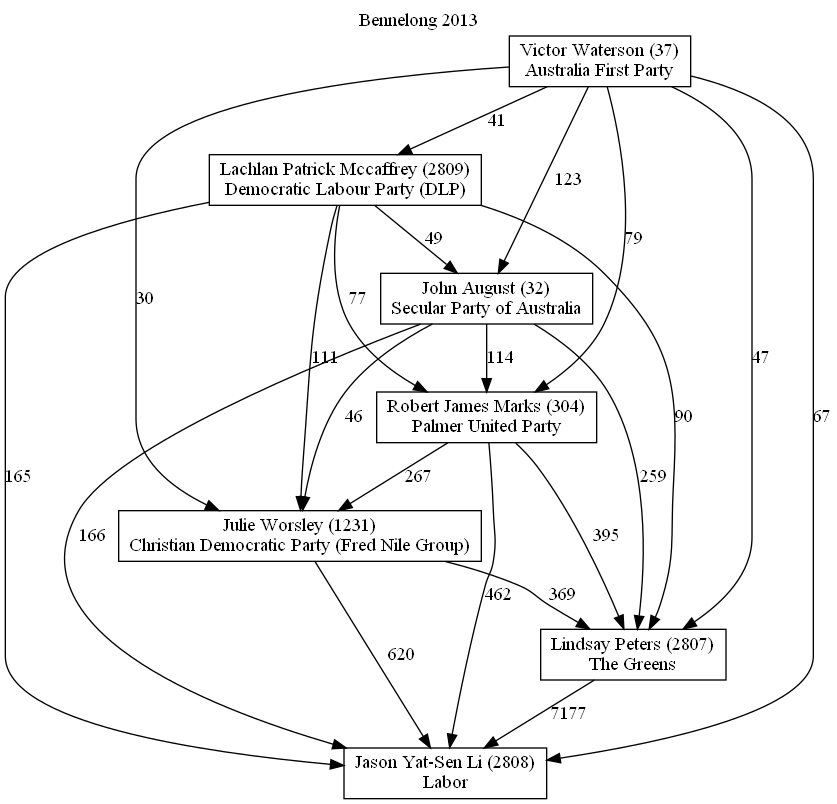 Bennelong 2013
Victor Waterson (37)
Australia First Party
41
123
Lachlan Patrick Mccaffrey (2809)
Democratic Labour Party (DLP)
49
79
John August (32)
Secular Party of Australia
30
77
111
114
47
Robert James Marks (304)
Palmer United Party
46
90
67
165
267
259
166
Julie Worsley (1231)
Christian Democratic Party (Fred Nile Group)
395
462
369
Lindsay Peters (2807)
The Greens
620
7177
Jason Yat-Sen Li (2808)
Labor